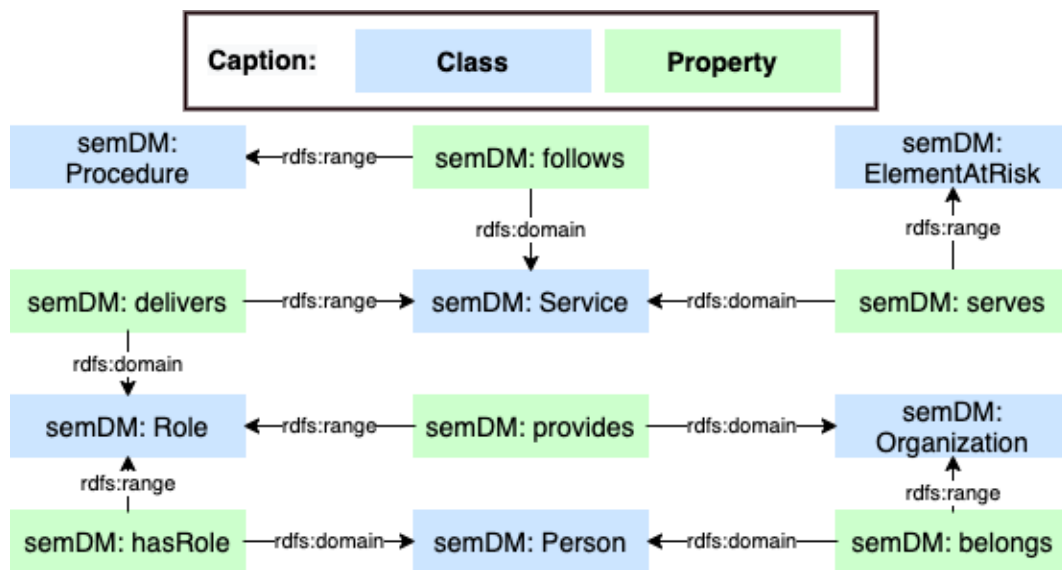 Caption: Class Property
semDM:
Procedure
rdfs:range
semDM: follows
semDM:
ElementAtRisk
rdfs:domain
rdfs:range
semDM: delivers
rdfs:range
semDM: Service
rdfs:domain
semDM: serves
rdfs:domain
semDM: Role
rdfs:range
semDM: provides
rdfs:domain
semDM:
Organization
rdfs:range
rdfs:range
semDM: hasRole
rdfs:domain
semDM: Person
rdfs:domain
semDM: belongs